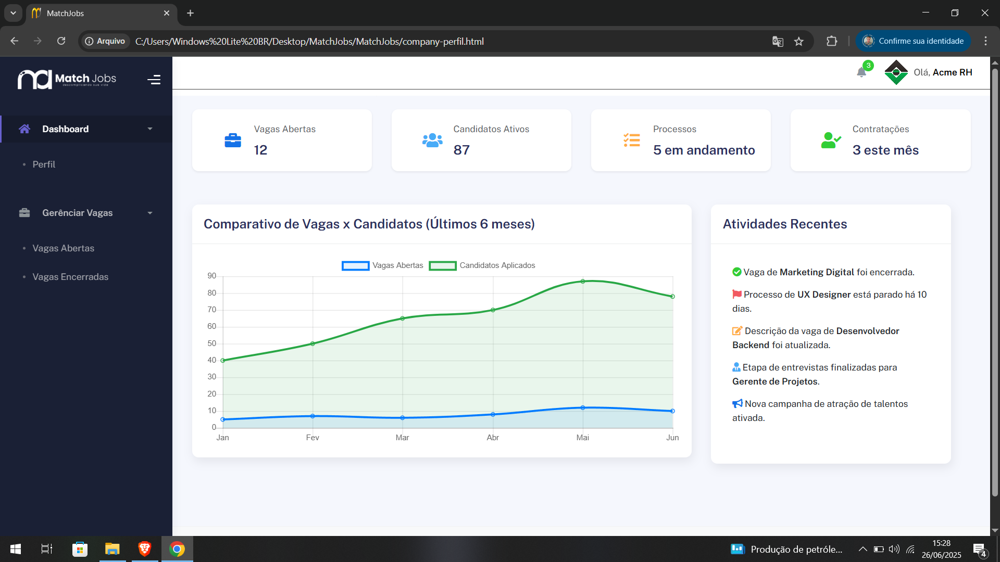 MatchJobs
Arquivo
C:/Users/Windows%20Lite%20BR/Desktop/MatchJobs/MatchJobs/company-perfil.html
Confirme sua identidade
Match Jobs
descomplicando sua vida
3
Olá, Acme RH
Dashboard
Perfil
Gerênciar Vagas
Vagas Abertas
Vagas Encerradas
Vagas Abertas
12
Candidatos Ativos
87
Processos
5 em andamento
Contratações
3 este mês
Comparativo de Vagas x Candidatos (Últimos 6 meses)
Vagas Abertas
Candidatos Aplicados
90
80
70
60
50
40
30
20
10
0
Jan
Fev
Mar
Abr
Mai
Jun
Atividades Recentes
Vaga de Marketing Digital foi encerrada.
Processo de UX Designer está parado há 10
dias.
Descrição da vaga de Desenvolvedor
Backend foi atualizada.
Etapa de entrevistas finalizadas para
Gerente de Projetos.
Nova campanha de atração de talentos
ativada.
Produção de petróle...
15:28
26/06/2025
4